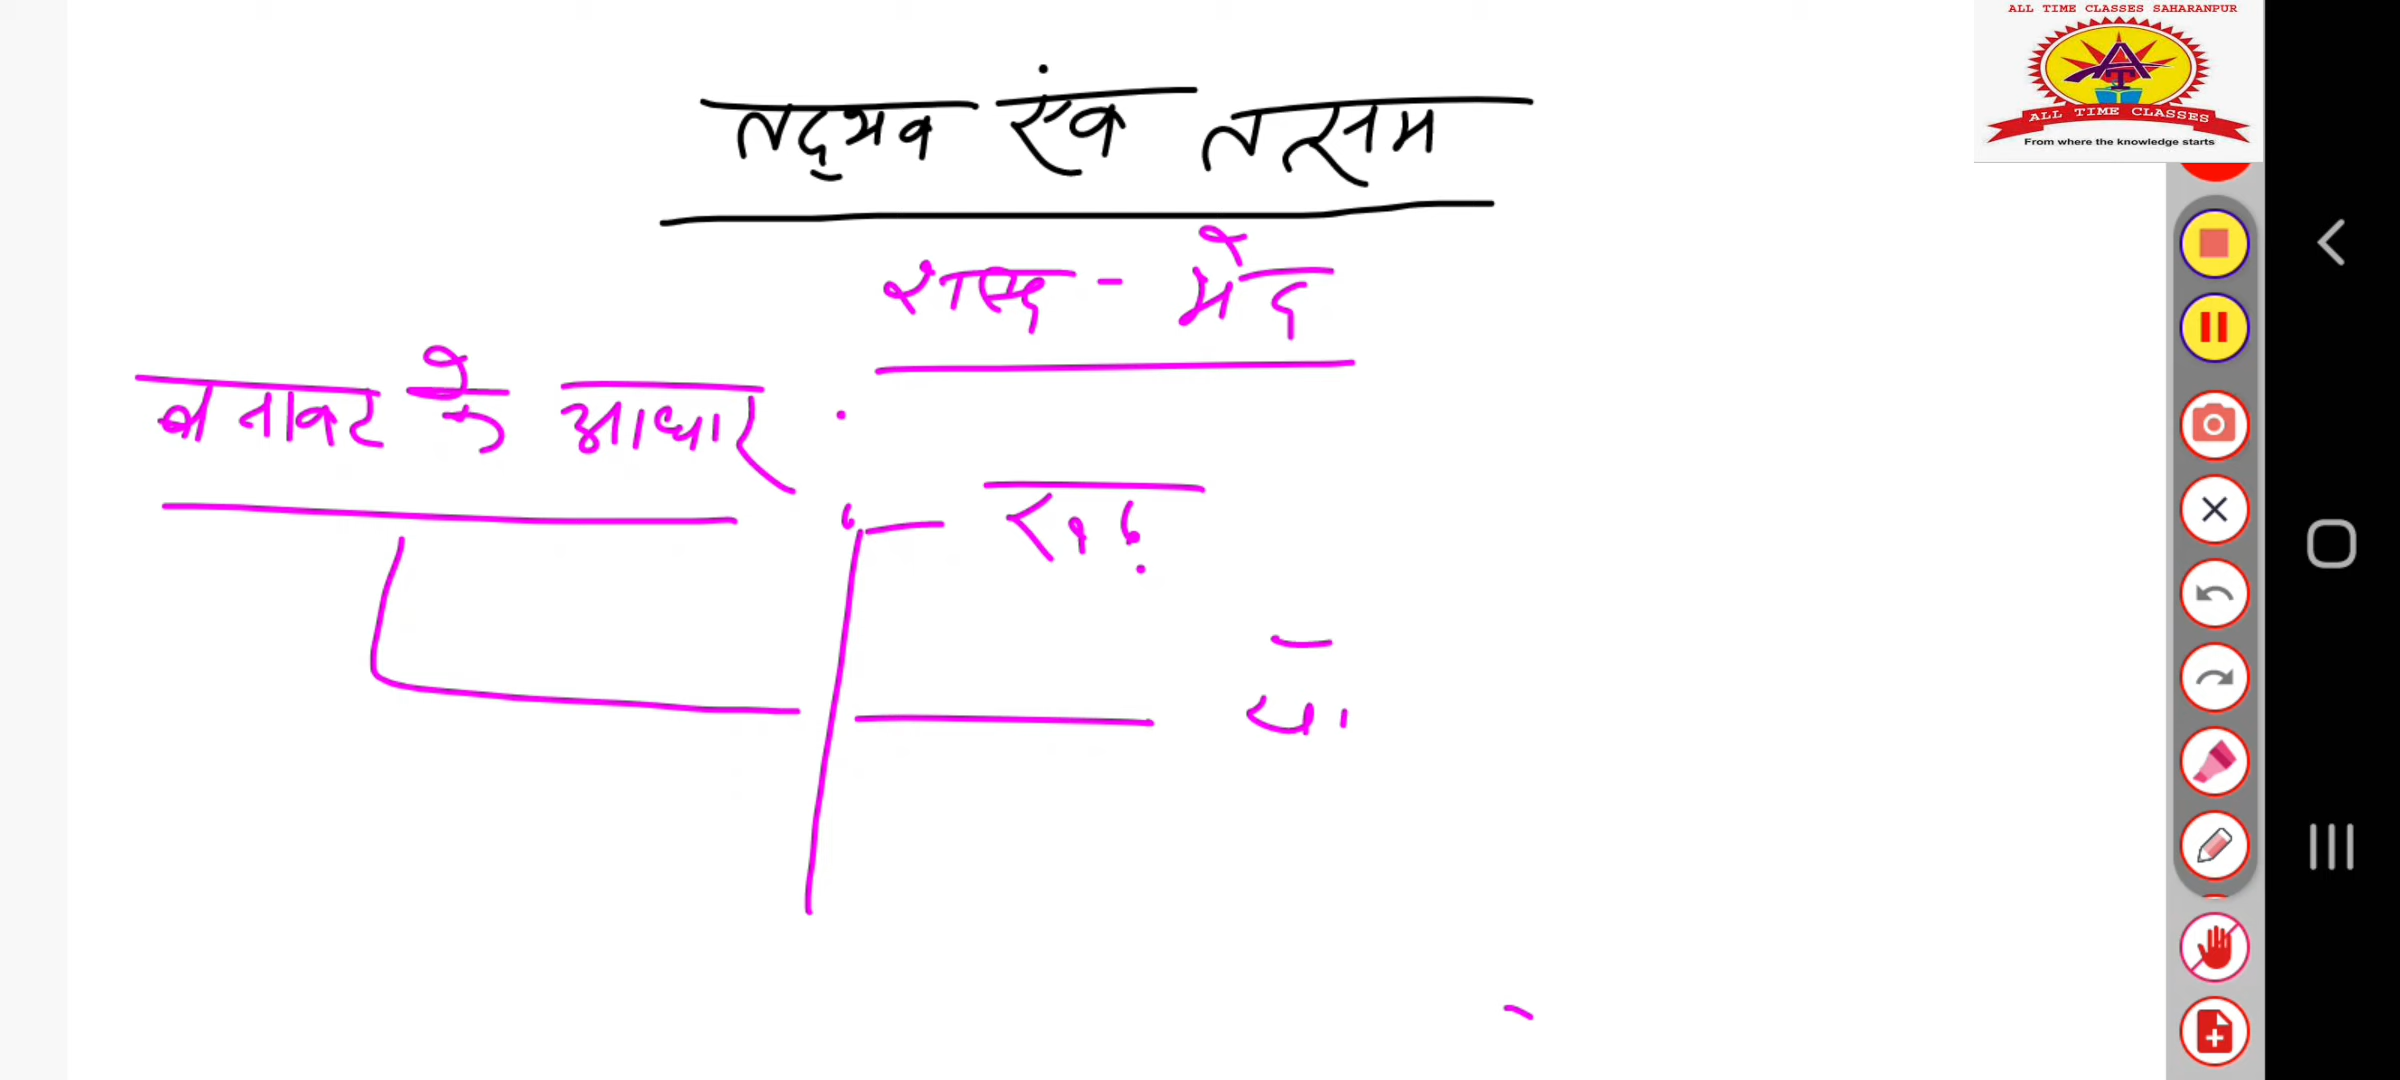 ALL TIME CLASSES SAHARANPUR
AT
ALL TIME CLASSES
From where the knowledge starts
तद्भव एंव तत्सम
शब्द - भेद
बनावट के आधार